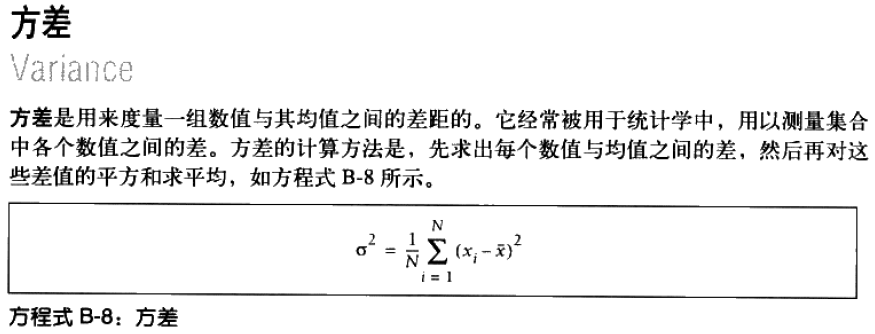 方差
Variance
方差是用来度量一组数值与其均值之间的差距的。它经常被用于统计学中，用以测量集合
中各个数值之间的差。方差的计算方法是，先求出每个数值与均值之间的差，然后再对这
些差值的平方和求平均，如方程式 B-8 所示。
σ² = 1/N ∑_{i = 1}^{N} (x_i − x̄)²
方程式 B-8：方差